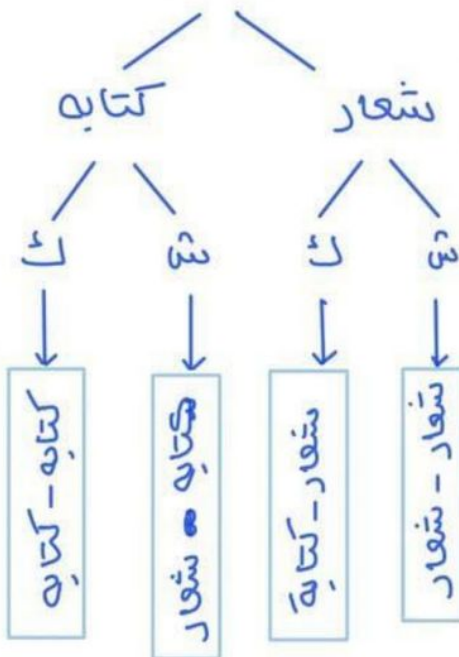 شعار كتابه
ش ك ش ك
شعار - شعار
شعار - كتابة
كتابه شعار
كتابه - كتابه